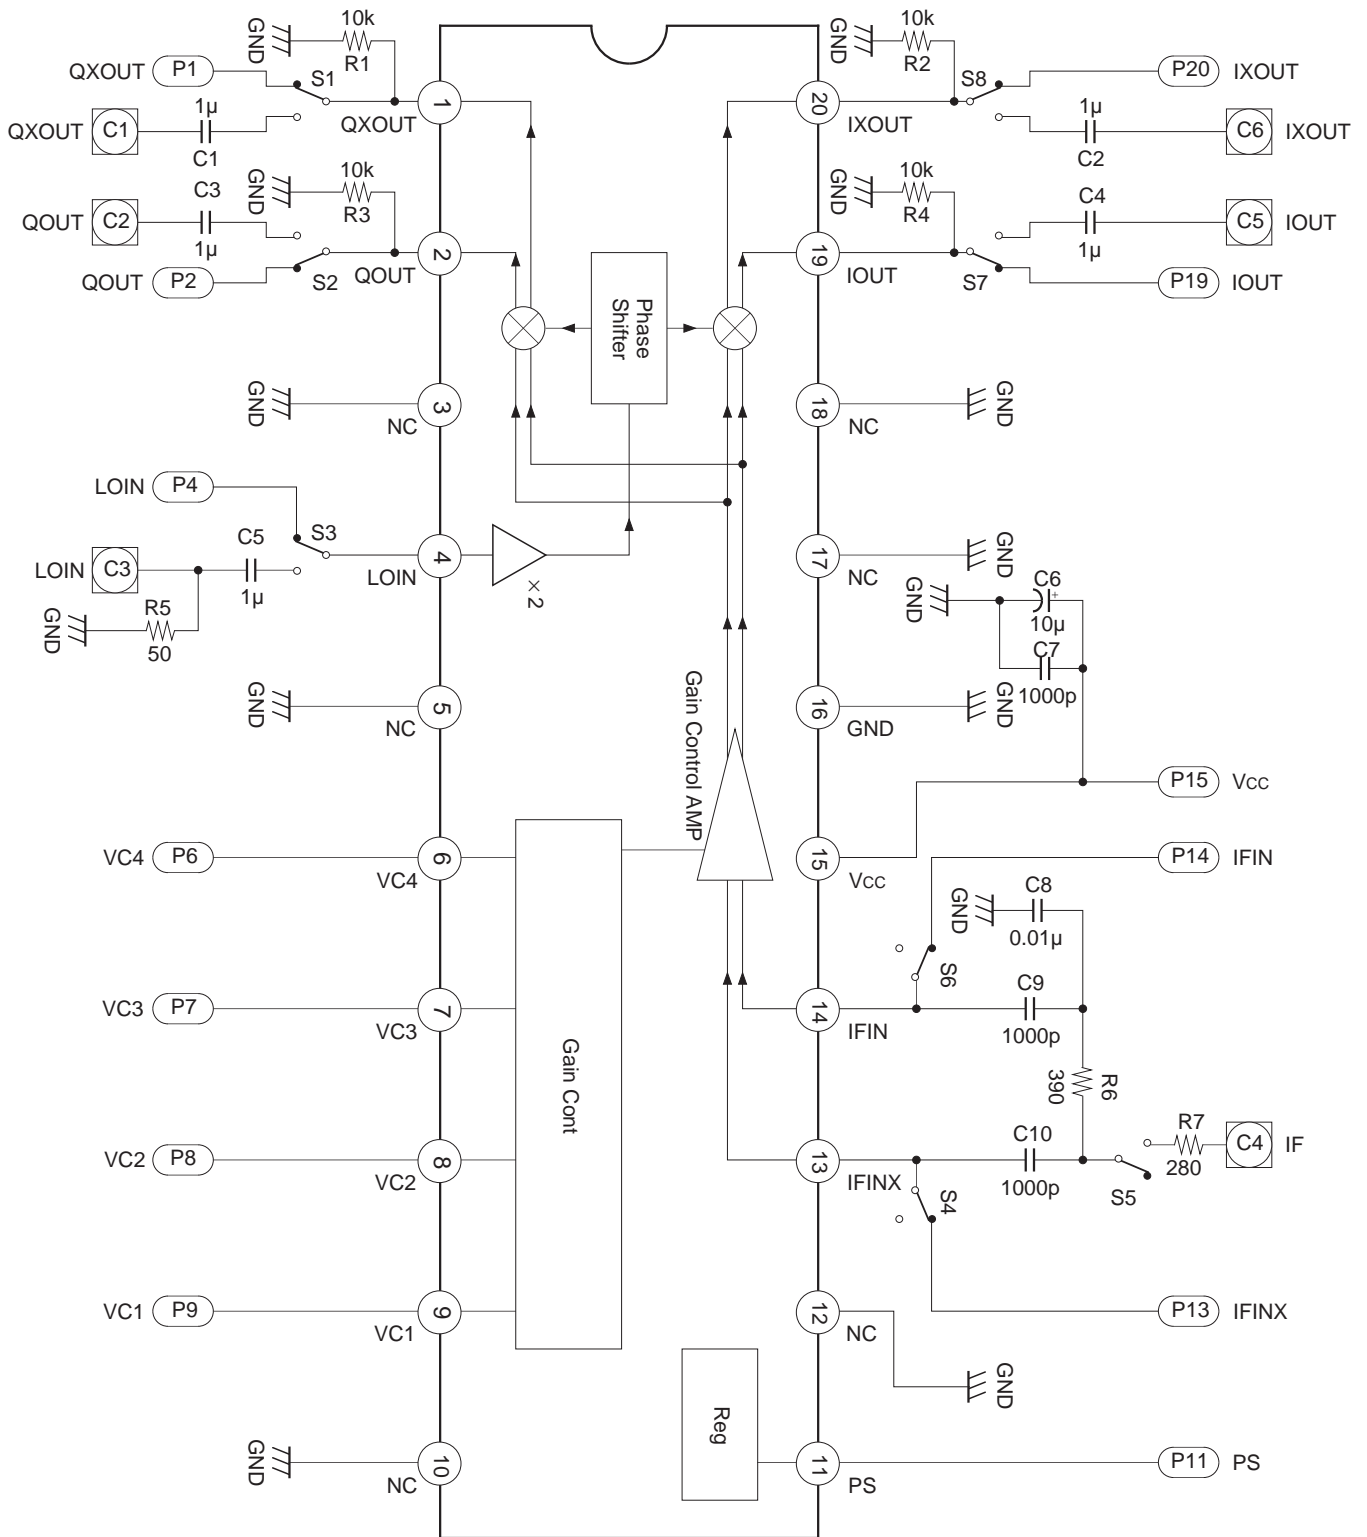 GND 10k R1
QXOUT P1 S1
QXOUT C1 1µ C1
1 QXOUT
QOUT C2 C3 1µ
GND 10k R3
QOUT P2 S2
2 QOUT
GND 3 NC
LOIN P4 S3
LOIN C3 C5 1µ
GND R5 50
4 LOIN
×2
GND 5 NC
VC4 P6 6 VC4
VC3 P7 7 VC3
VC2 P8 8 VC2
VC1 P9 9 VC1
GND 10 NC
Phase
Shifter
Gain Control AMP
Gain Cont
Reg
GND 10k R2
20 IXOUT
S8 P20 IXOUT
1µ C2 C6 IXOUT
GND 10k R4
19 IOUT
C4 1µ C5 IOUT
S7 P19 IOUT
18 NC GND
17 NC GND
GND C6 + 10µ
C7 1000p
16 GND GND
P15 VCC
15 VCC
P14 IFIN
GND C8 0.01µ
S6
14 IFIN
C9 1000p
R6 390
13 IFINX
C10 1000p
S5 R7 280 C4 IF
S4
P13 IFINX
12 NC GND
11 PS P11 PS